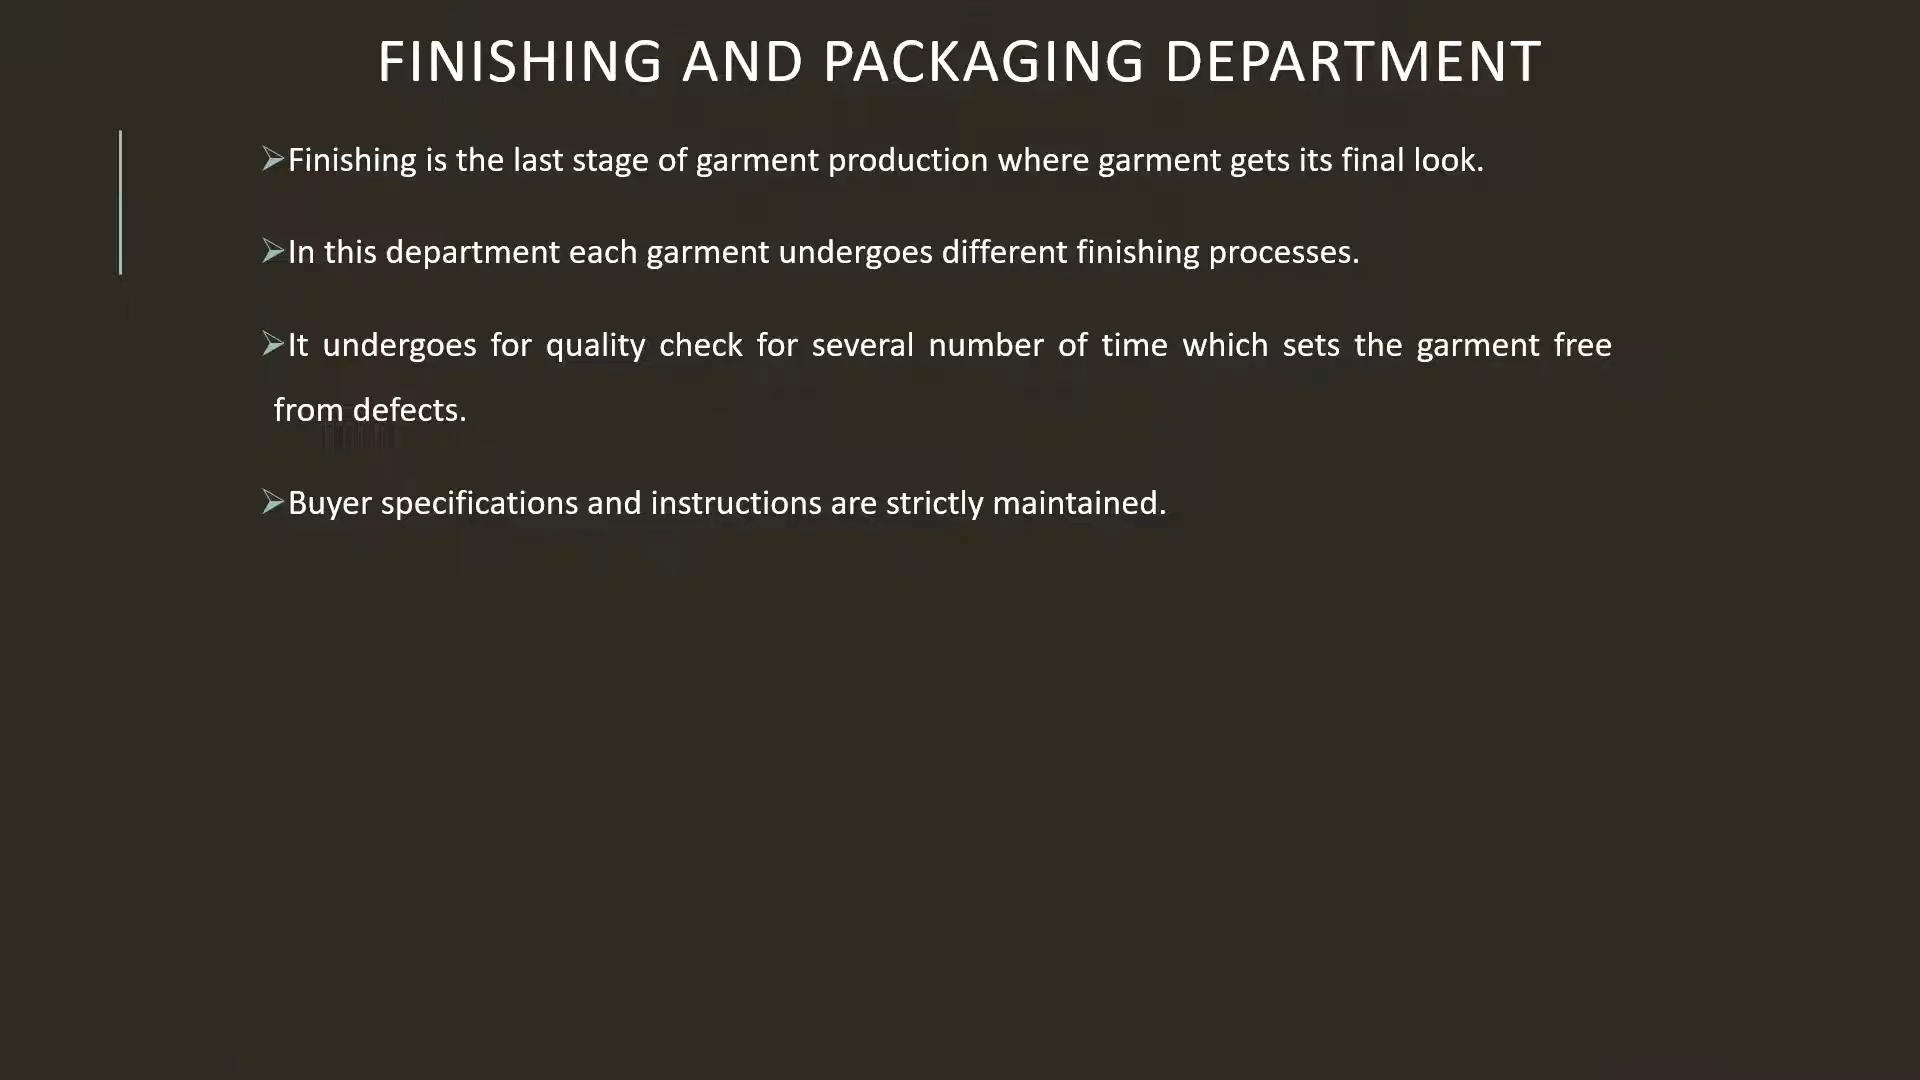 FINISHING AND PACKAGING DEPARTMENT
➢Finishing is the last stage of garment production where garment gets its final look.
➢In this department each garment undergoes different finishing processes.
➢It undergoes for quality check for several number of time which sets the garment free
from defects.
➢Buyer specifications and instructions are strictly maintained.